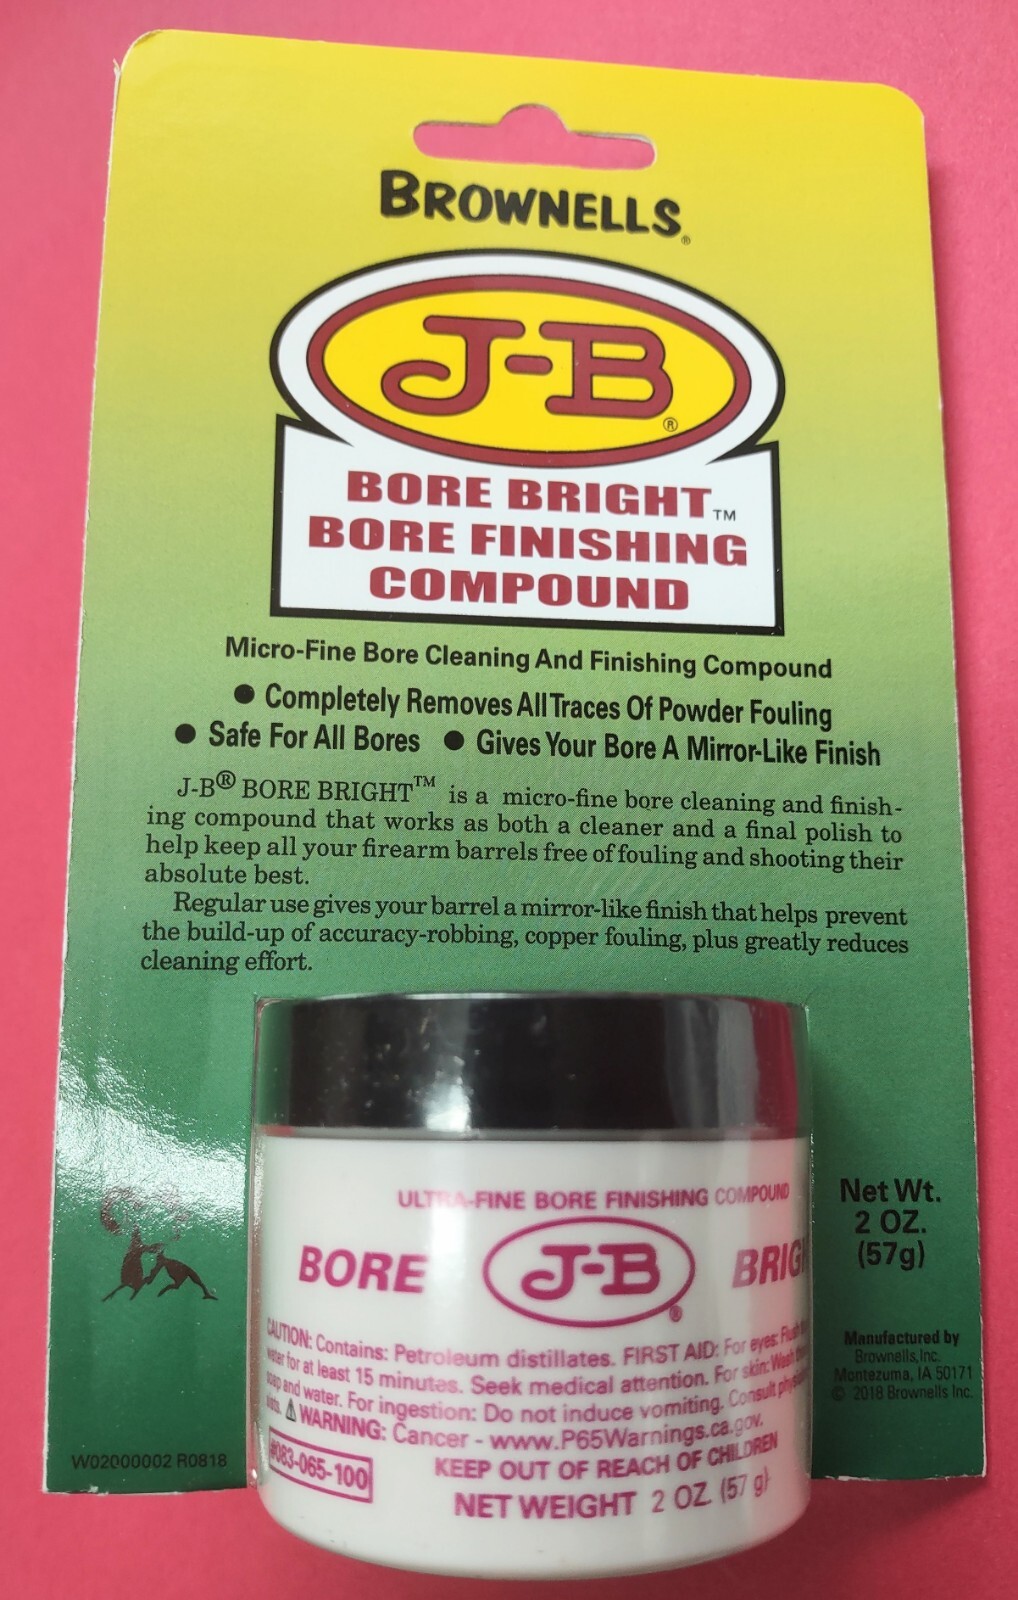 BROWNELLS®
J-B®
BORE BRIGHT™
BORE FINISHING
COMPOUND
Micro-Fine Bore Cleaning And Finishing Compound
● Completely Removes All Traces Of Powder Fouling
● Safe For All Bores ● Gives Your Bore A Mirror-Like Finish
J-B® BORE BRIGHT™ is a micro-fine bore cleaning and finish-
ing compound that works as both a cleaner and a final polish to
help keep all your firearm barrels free of fouling and shooting their
absolute best.
Regular use gives your barrel a mirror-like finish that helps prevent
the build-up of accuracy-robbing, copper fouling, plus greatly reduces
cleaning effort.
ULTRA-FINE BORE FINISHING COMPOUND
BORE J-B® BRIGH
CAUTION: Contains: Petroleum distillates. FIRST AID: For eyes: Flush
water for at least 15 minutes. Seek medical attention. For skin: Wash
soap and water. For ingestion: Do not induce vomiting. Consult
⚠ WARNING: Cancer - www.P65Warnings.ca.gov.
#083-065-100
KEEP OUT OF REACH OF CHILDREN
NET WEIGHT 2 OZ. (57 g)
Net Wt.
2 OZ.
(57g)
Manufactured by
Brownells, Inc.
Montezuma, IA 50171
© 2018 Brownells Inc.
W02000002 R0818